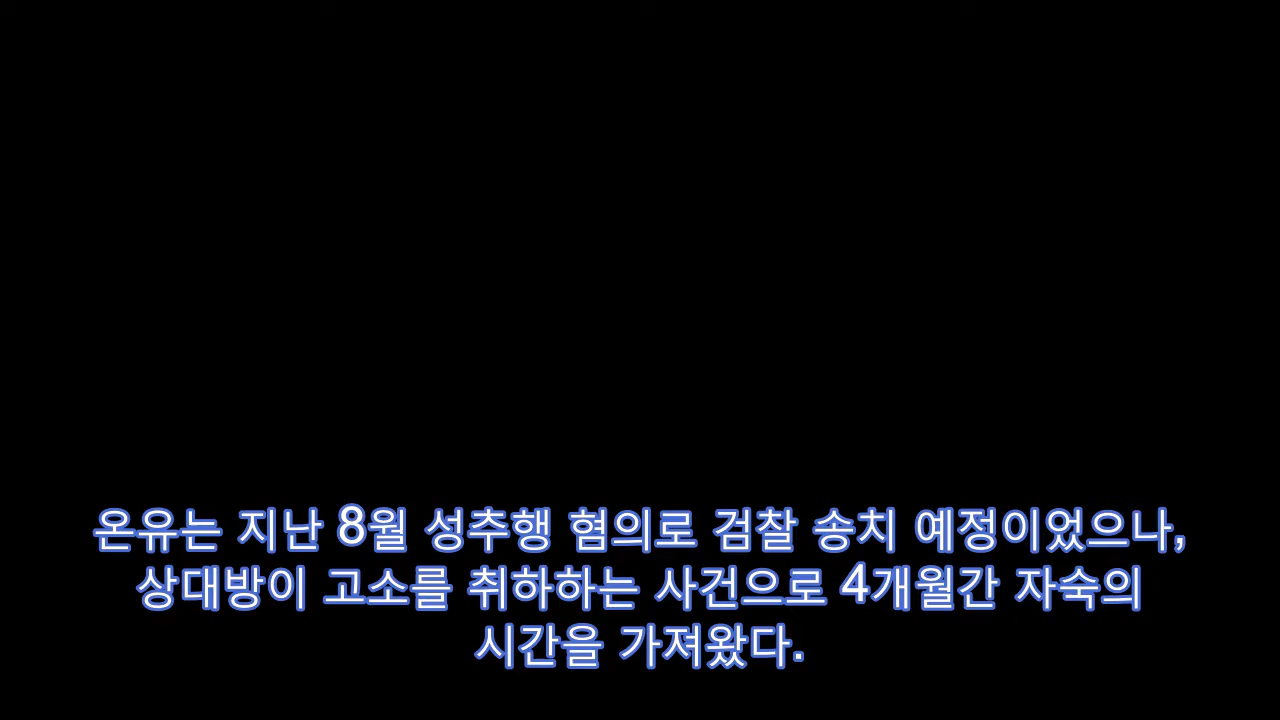 온유는 지난 8월 성추행 혐의로 검찰 송치 예정이었으나,
상대방이 고소를 취하하는 사건으로 4개월간 자숙의
시간을 가져왔다.